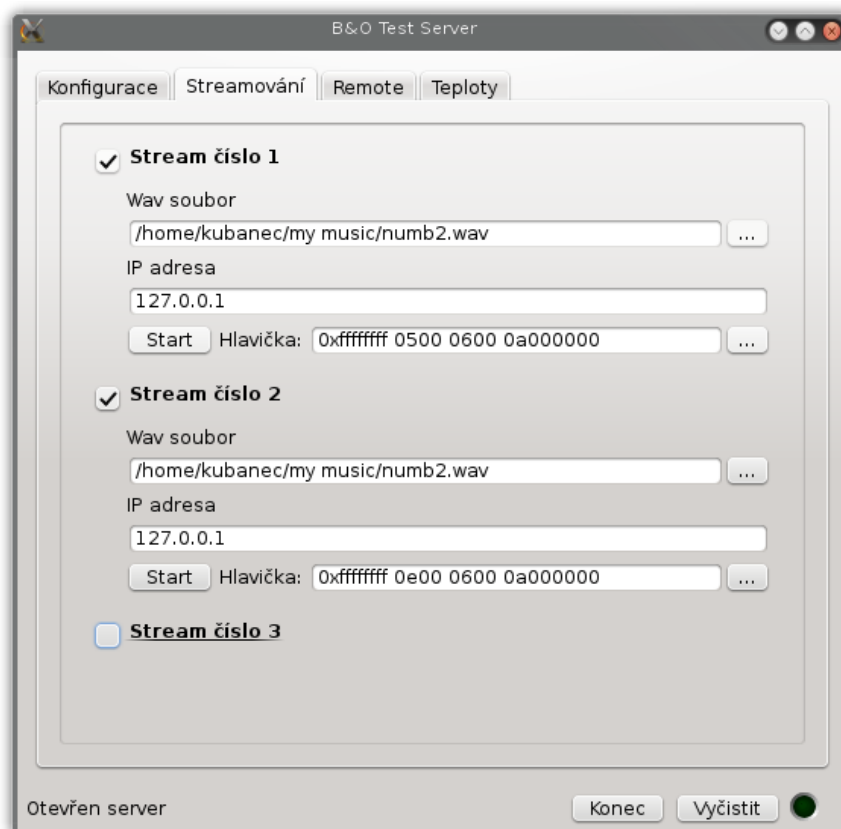 B&O Test Server
Konfigurace Streamování Remote Teploty
Stream číslo 1
Wav soubor
/home/kubanec/my music/numb2.wav ...
IP adresa
127.0.0.1
Start Hlavička: 0xffffffff 0500 0600 0a000000 ...
Stream číslo 2
Wav soubor
/home/kubanec/my music/numb2.wav ...
IP adresa
127.0.0.1
Start Hlavička: 0xffffffff 0e00 0600 0a000000 ...
Stream číslo 3
Otevřen server Konec Vyčistit